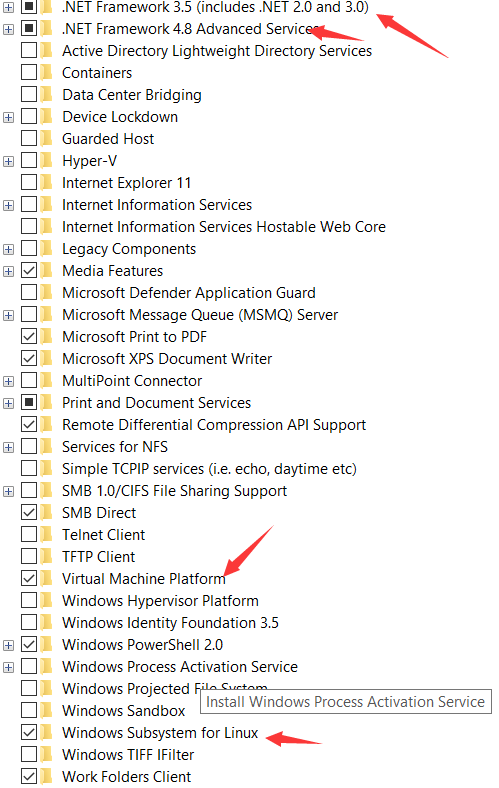 .NET Framework 3.5 (includes .NET 2.0 and 3.0)
.NET Framework 4.8 Advanced Services
Active Directory Lightweight Directory Services
Containers
Data Center Bridging
Device Lockdown
Guarded Host
Hyper-V
Internet Explorer 11
Internet Information Services
Internet Information Services Hostable Web Core
Legacy Components
Media Features
Microsoft Defender Application Guard
Microsoft Message Queue (MSMQ) Server
Microsoft Print to PDF
Microsoft XPS Document Writer
MultiPoint Connector
Print and Document Services
Remote Differential Compression API Support
Services for NFS
Simple TCPIP services (i.e. echo, daytime etc)
SMB 1.0/CIFS File Sharing Support
SMB Direct
Telnet Client
TFTP Client
Virtual Machine Platform
Windows Hypervisor Platform
Windows Identity Foundation 3.5
Windows PowerShell 2.0
Windows Process Activation Service
Windows Projected File System
Install Windows Process Activation Service
Windows Sandbox
Windows Subsystem for Linux
Windows TIFF IFilter
Work Folders Client